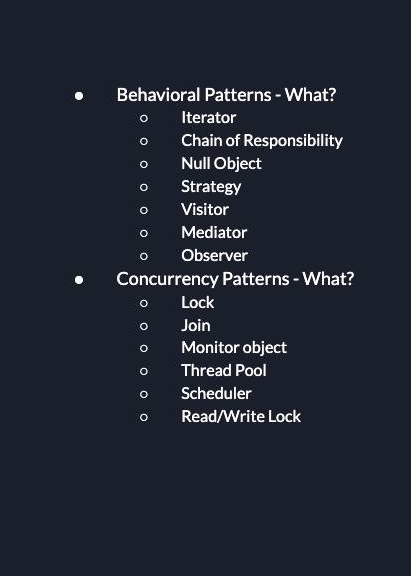 ● Behavioral Patterns - What?
○ Iterator
○ Chain of Responsibility
○ Null Object
○ Strategy
○ Visitor
○ Mediator
○ Observer
● Concurrency Patterns - What?
○ Lock
○ Join
○ Monitor object
○ Thread Pool
○ Scheduler
○ Read/Write Lock